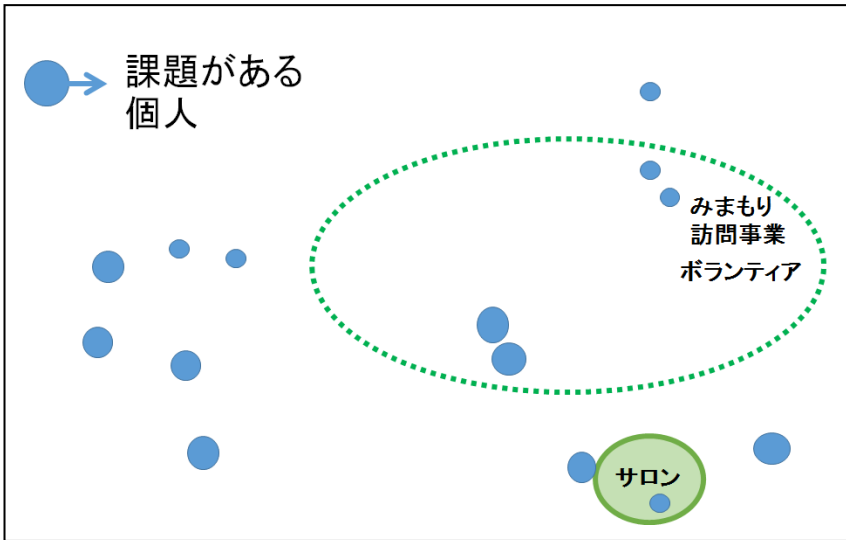 課題がある
個人
みまもり
訪問事業
ボランティア
サロン